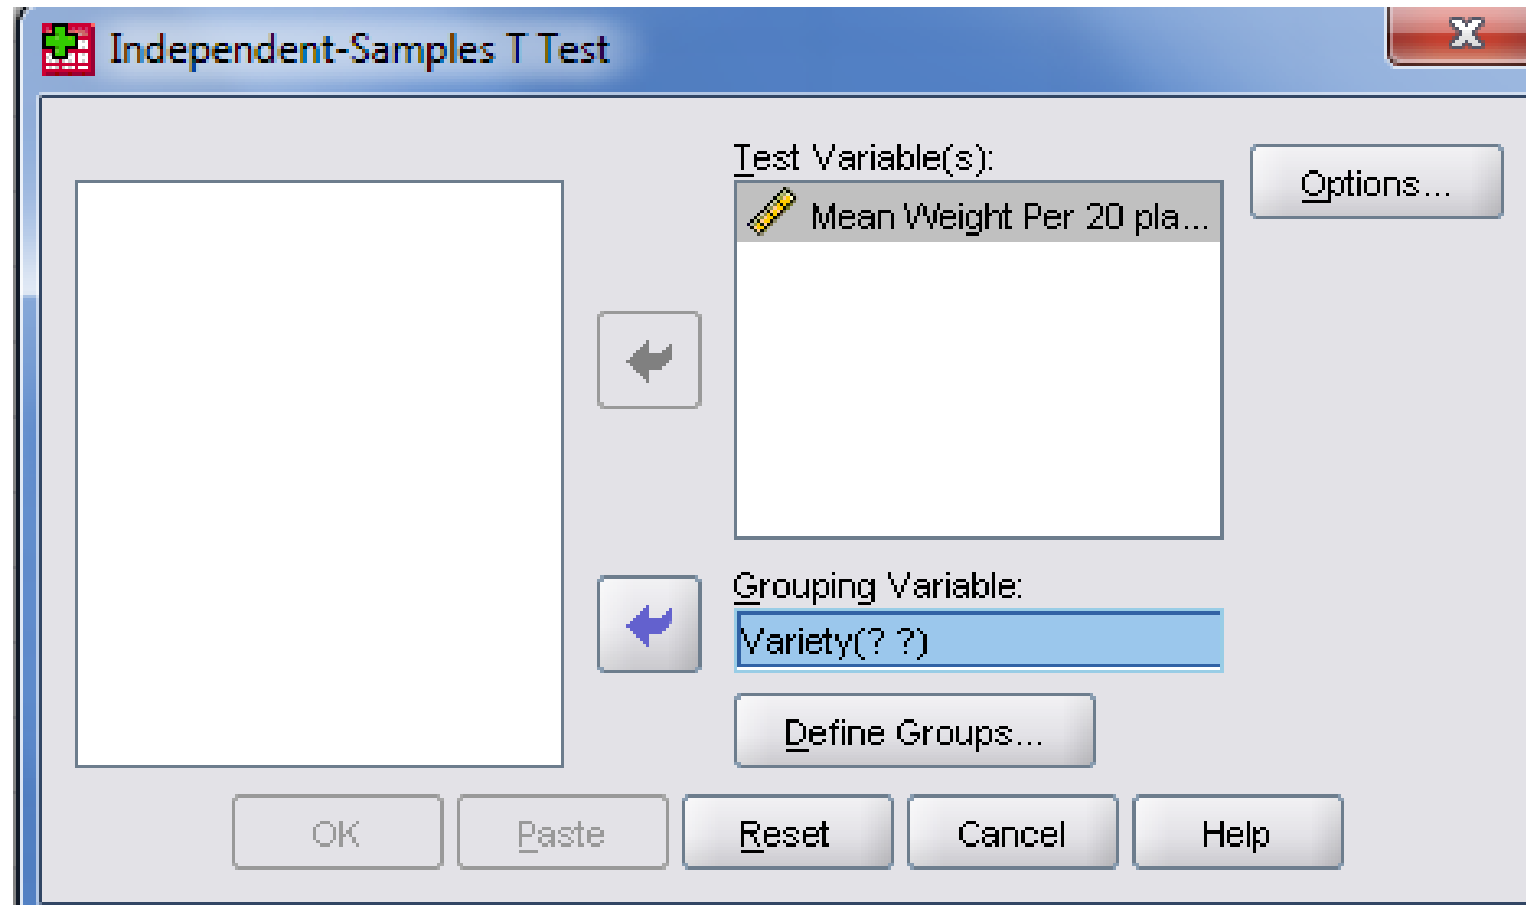 Independent-Samples T Test
Test Variable(s):
Options...
Mean Weight Per 20 pla...
Grouping Variable:
Variety(? ?)
Define Groups...
OK
Paste
Reset
Cancel
Help